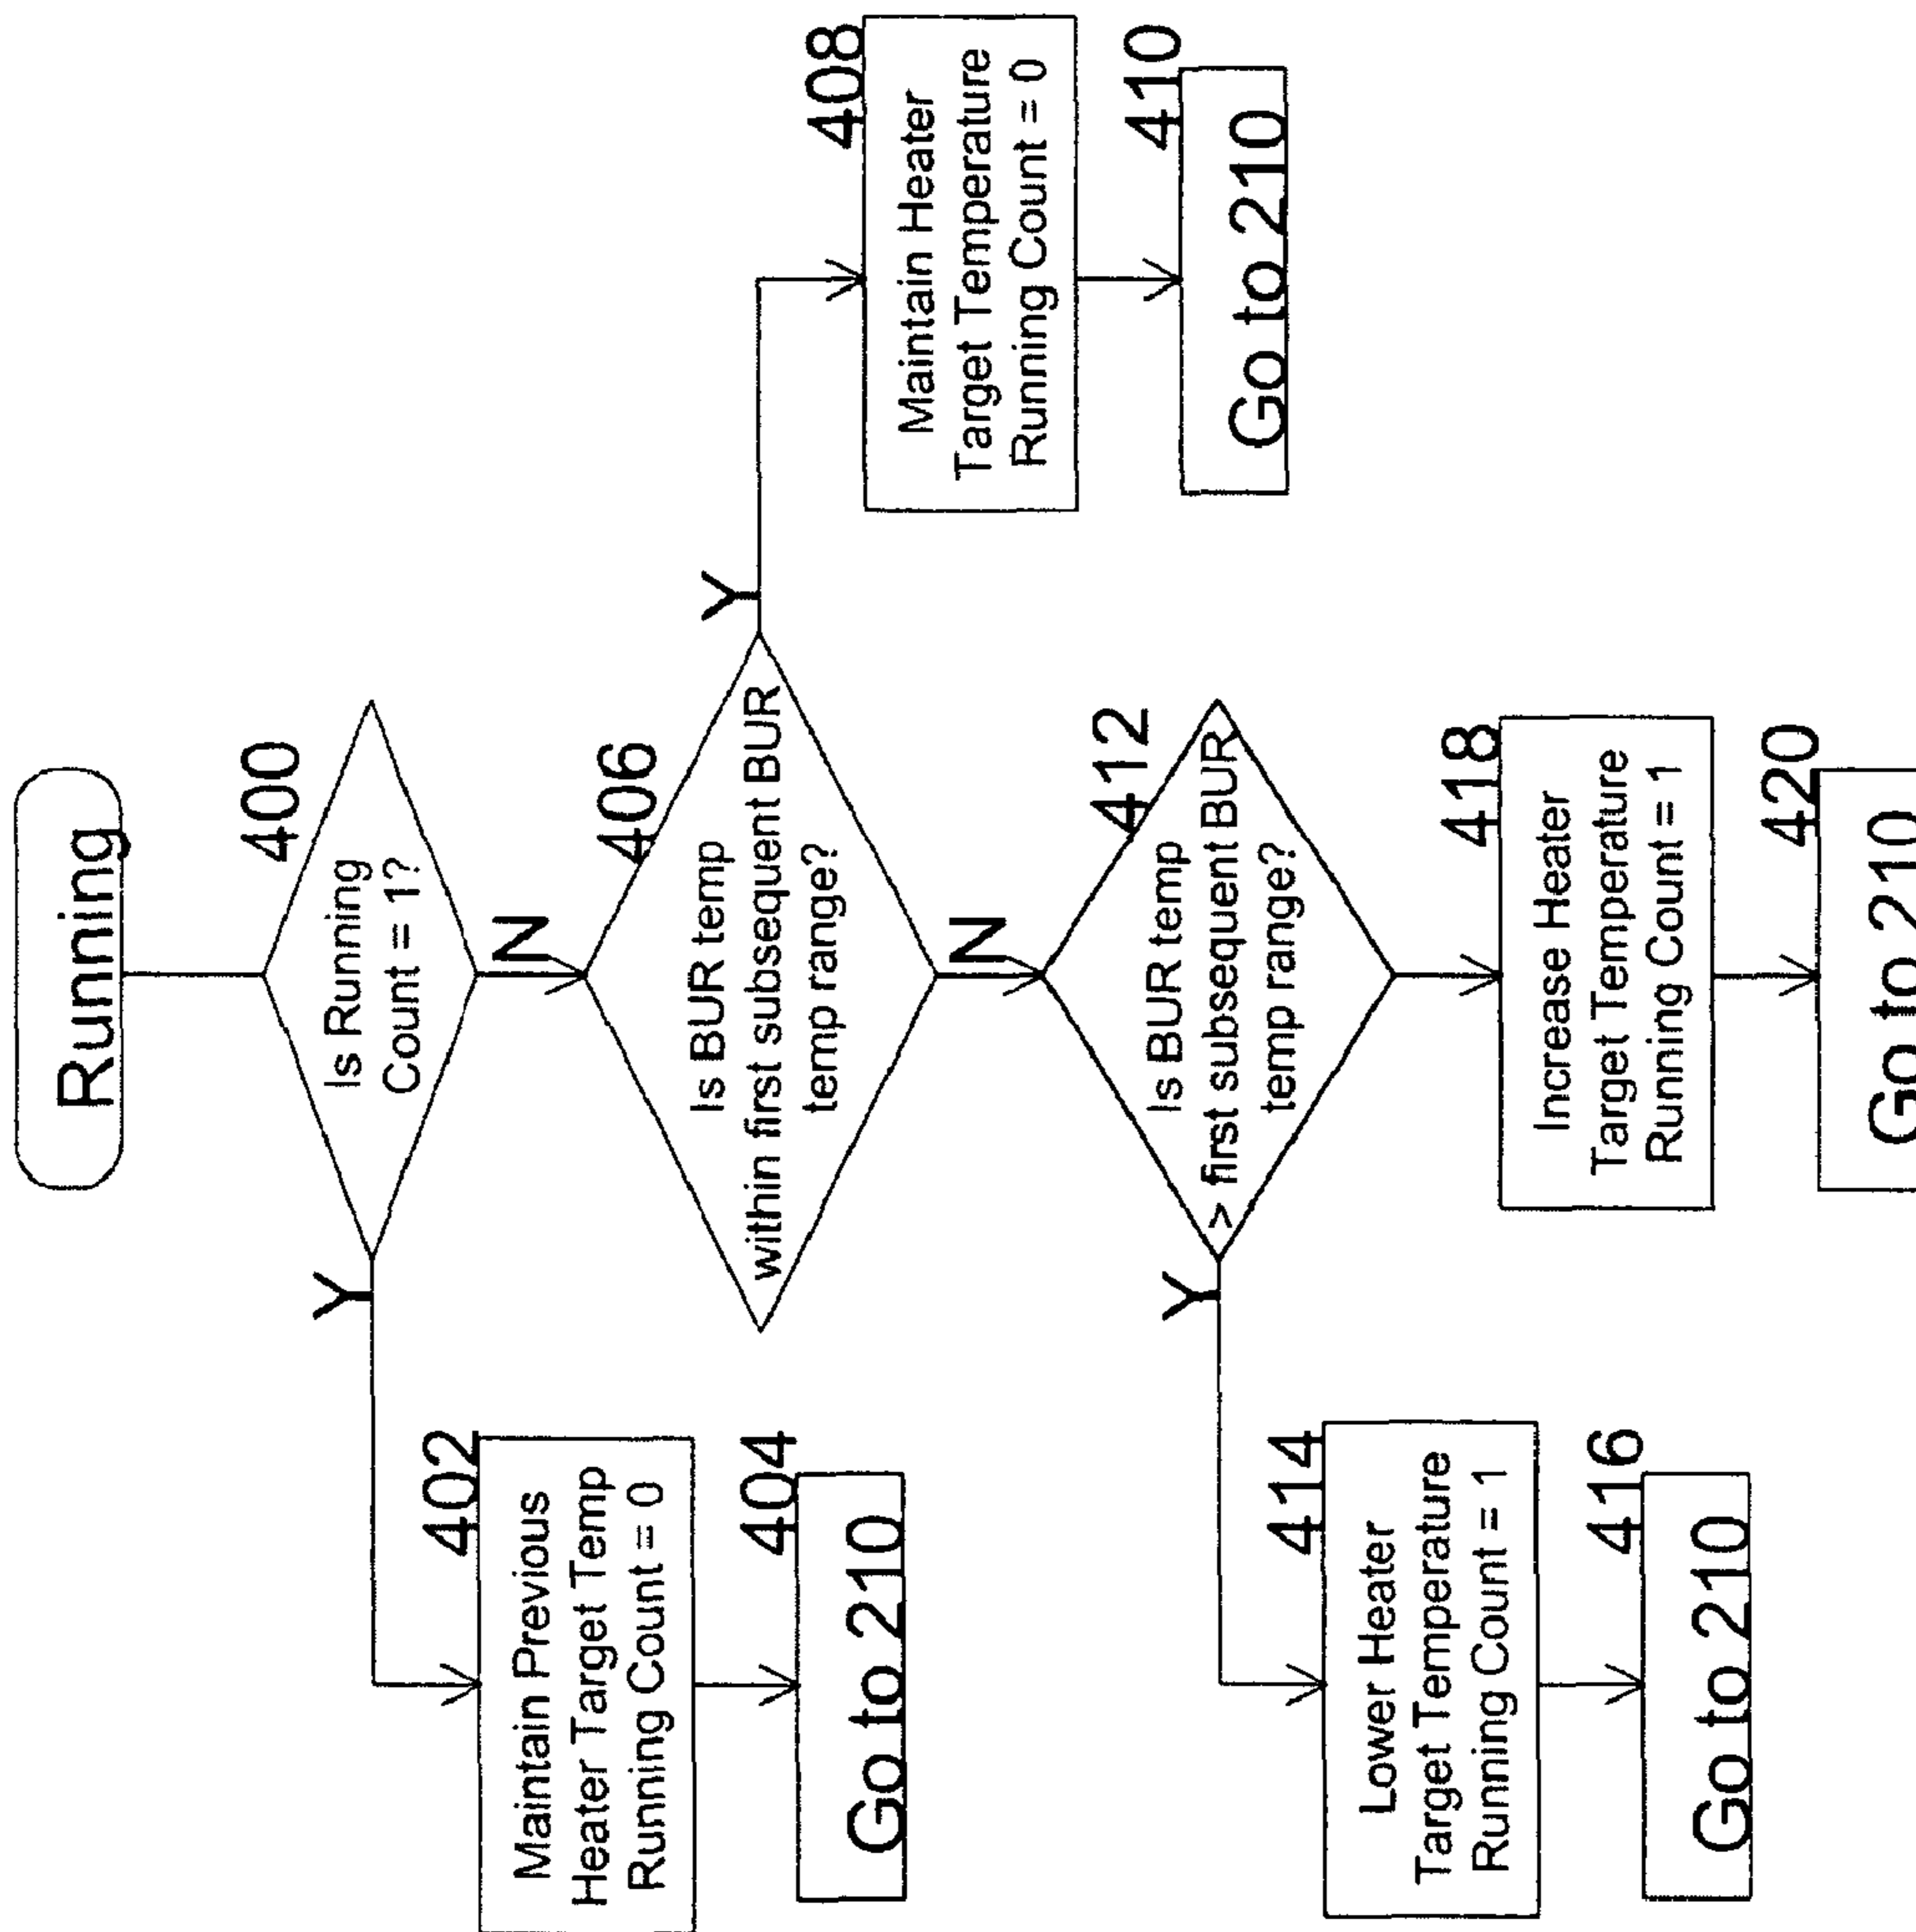 Running
400
Is Running
Count = 1?
Y
N
402
Maintain Previous
Heater Target Temp
Running Count = 0
404
Go to 210
406
Is BUR temp
within first subsequent BUR
temp range?
Y
N
408
Maintain Heater
Target Temperature
Running Count = 0
410
Go to 210
412
Is BUR temp
> first subsequent BUR
temp range?
Y
414
Lower Heater
Target Temperature
Running Count = 1
416
Go to 210
418
Increase Heater
Target Temperature
Running Count = 1
420
Go to 210